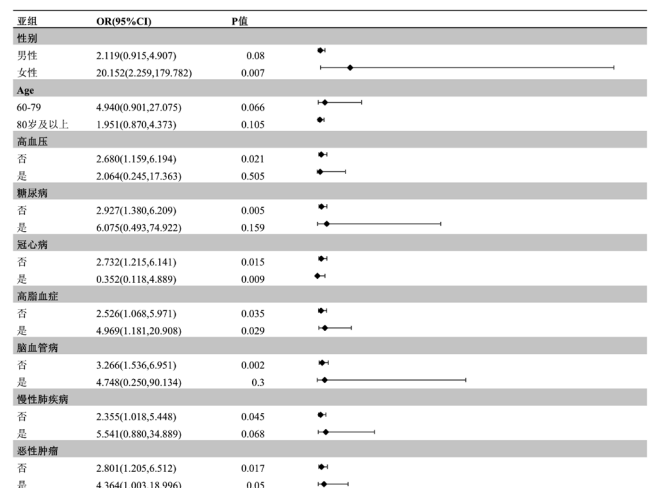 亚组 OR(95%CI) P值
性别
男性 2.119(0.915,4.907) 0.08
女性 20.152(2.259,179.782) 0.007
Age
60-79 4.940(0.901,27.075) 0.066
80岁及以上 1.951(0.870,4.373) 0.105
高血压
否 2.680(1.159,6.194) 0.021
是 2.064(0.245,17.363) 0.505
糖尿病
否 2.927(1.380,6.209) 0.005
是 6.075(0.493,74.922) 0.159
冠心病
否 2.732(1.215,6.141) 0.015
是 0.352(0.118,4.889) 0.009
高脂血症
否 2.526(1.068,5.971) 0.035
是 4.969(1.181,20.908) 0.029
脑血管病
否 3.266(1.536,6.951) 0.002
是 4.748(0.250,90.134) 0.3
慢性肺疾病
否 2.355(1.018,5.448) 0.045
是 5.541(0.880,34.889) 0.068
恶性肿瘤
否 2.801(1.205,6.512) 0.017
是 4.364(1.003,18.996) 0.05